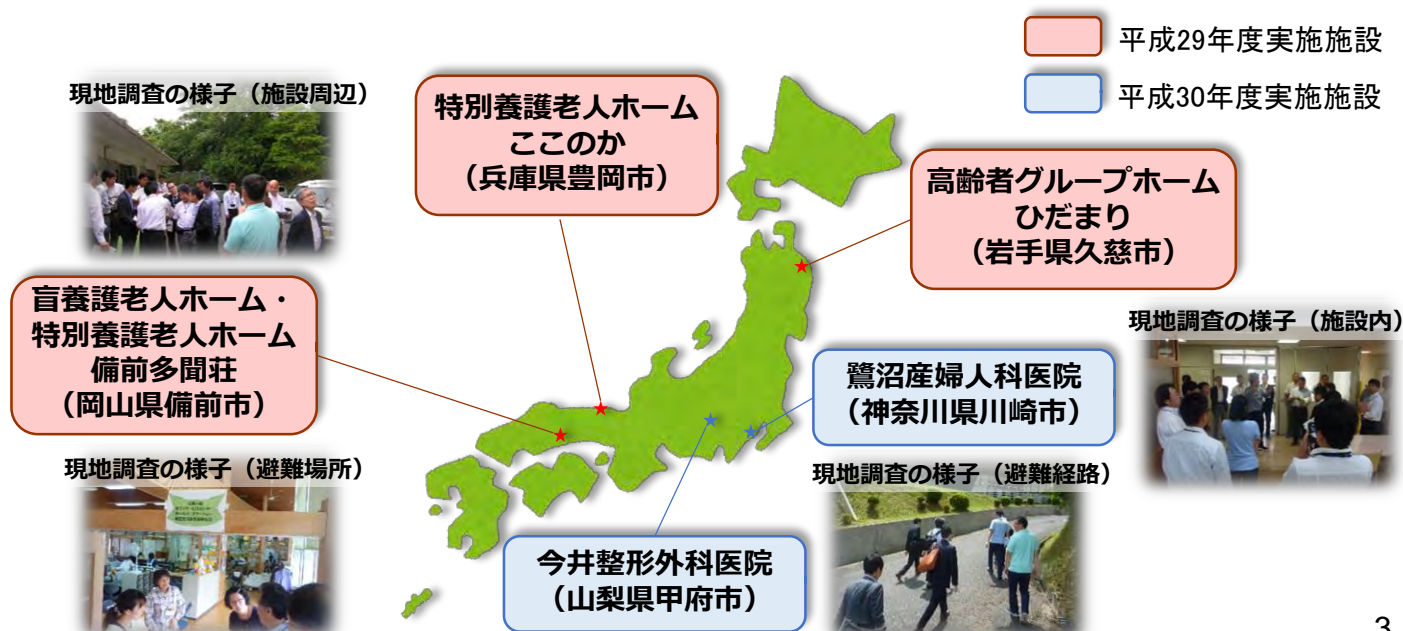 平成29年度実施施設
平成30年度実施施設
現地調査の様子（施設周辺）
特別養護老人ホーム
ここのか
（兵庫県豊岡市）
高齢者グループホーム
ひだまり
（岩手県久慈市）
盲養護老人ホーム・
特別養護老人ホーム
備前多聞荘
（岡山県備前市）
現地調査の様子（施設内）
鷺沼産婦人科医院
（神奈川県川崎市）
現地調査の様子（避難場所）
現地調査の様子（避難経路）
今井整形外科医院
（山梨県甲府市）
3